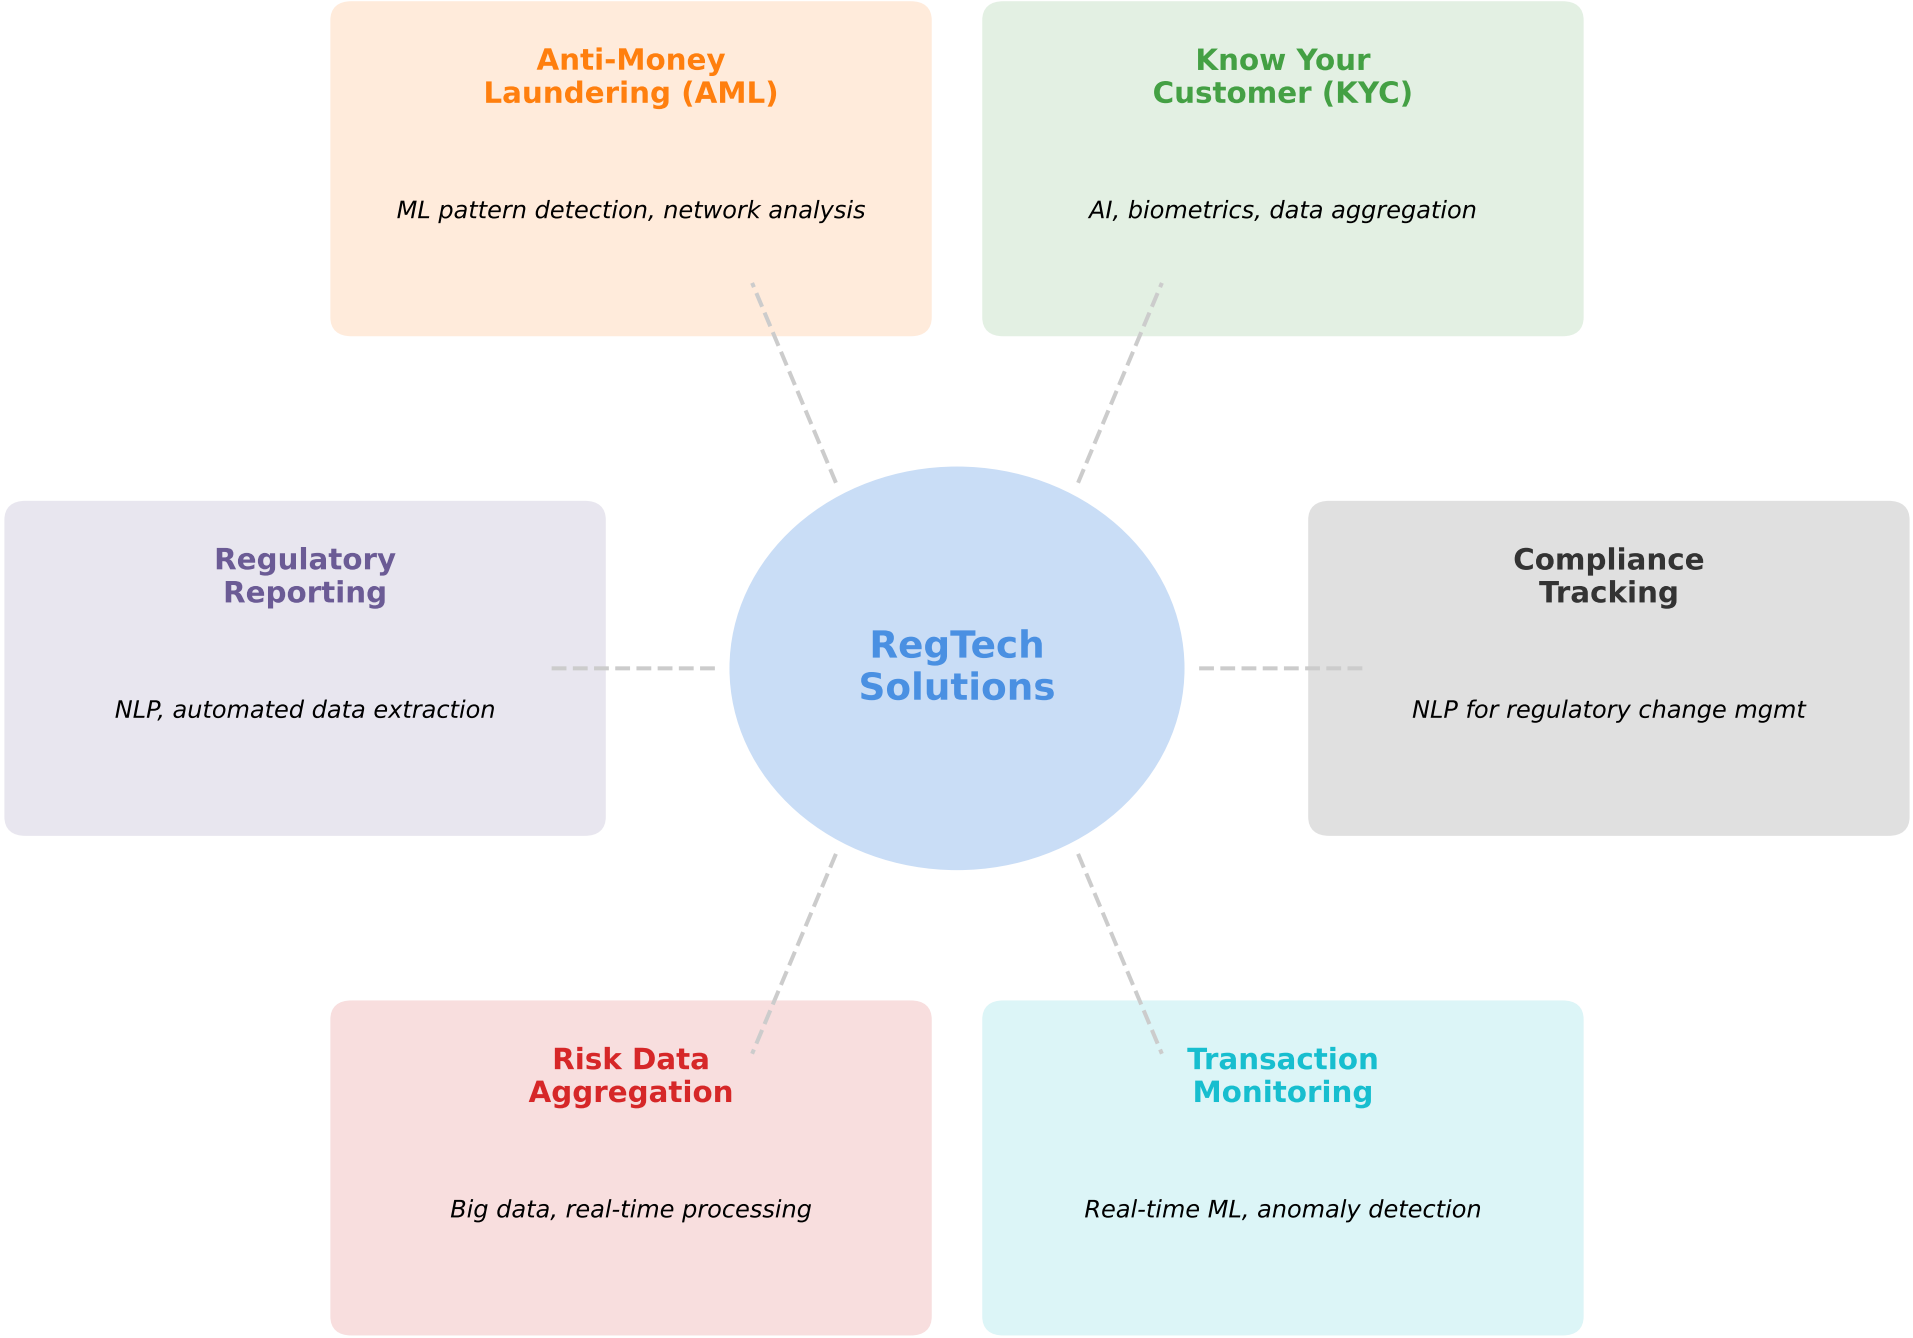 Anti-Money
Laundering (AML)
ML pattern detection, network analysis
Know Your
Customer (KYC)
AI, biometrics, data aggregation
Regulatory
Reporting
NLP, automated data extraction
RegTech
Solutions
Compliance
Tracking
NLP for regulatory change mgmt
Risk Data
Aggregation
Big data, real-time processing
Transaction
Monitoring
Real-time ML, anomaly detection